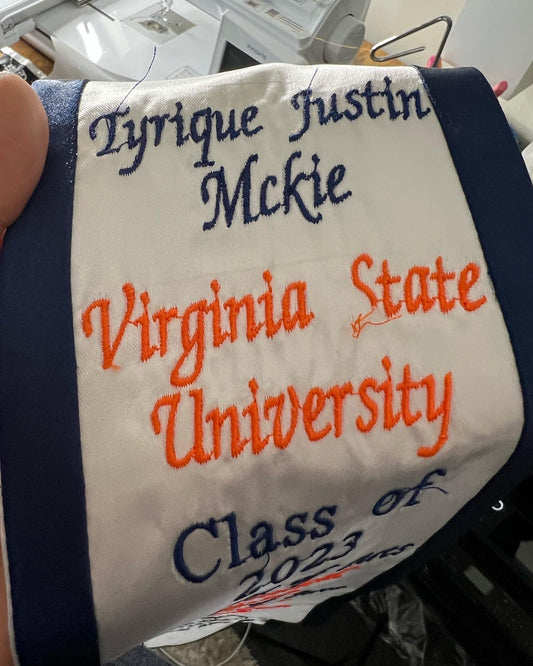 Tyrique Justin
Mckie
Virginia State
University
Class of
2023